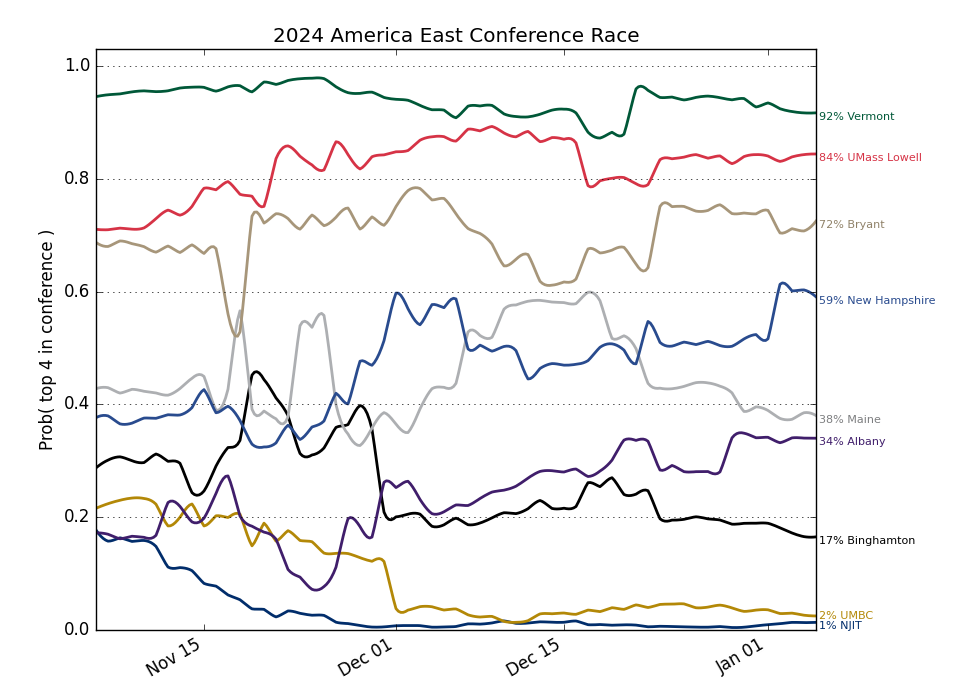 2024 America East Conference Race
Prob( top 4 in conference )
1.0
0.8
0.6
0.4
0.2
0.0
Nov 15
Dec 01
Dec 15
Jan 01
92% Vermont
84% UMass Lowell
72% Bryant
59% New Hampshire
38% Maine
34% Albany
17% Binghamton
2% UMBC
1% NJIT